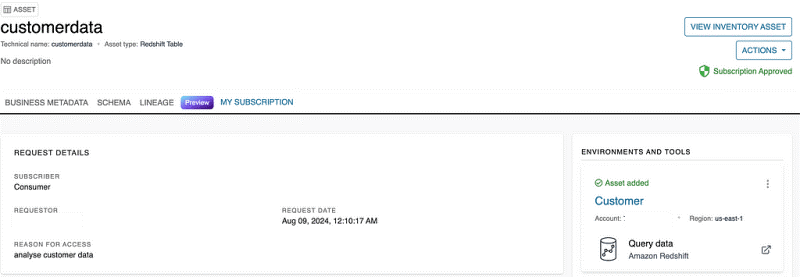 ASSET
customerdata
VIEW INVENTORY ASSET
Technical name: customerdata • Asset type: Redshift Table
ACTIONS
No description
Subscription Approved
BUSINESS METADATA SCHEMA LINEAGE Preview MY SUBSCRIPTION
REQUEST DETAILS
SUBSCRIBER
Consumer
REQUESTOR
REQUEST DATE
Aug 09, 2024, 12:10:17 AM
REASON FOR ACCESS
analyse customer data
ENVIRONMENTS AND TOOLS
Asset added
Customer
Account: • Region: us-east-1
Query data
Amazon Redshift